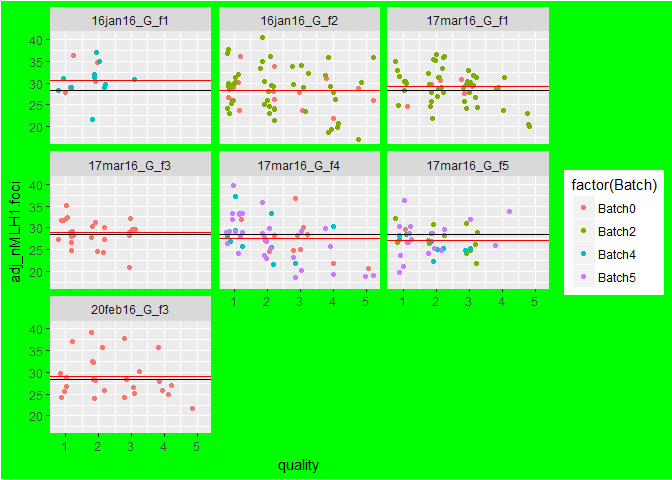 16jan16_G_f1 16jan16_G_f2 17mar16_G_f1
40
35
30
25
20
17mar16_G_f3 17mar16_G_f4 17mar16_G_f5
40
35
30
25
20
1 2 3 4 5 1 2 3 4 5
20feb16_G_f3
40
35
30
25
20
1 2 3 4 5
adj_nMLH1.foci
quality
factor(Batch)
Batch0
Batch2
Batch4
Batch5